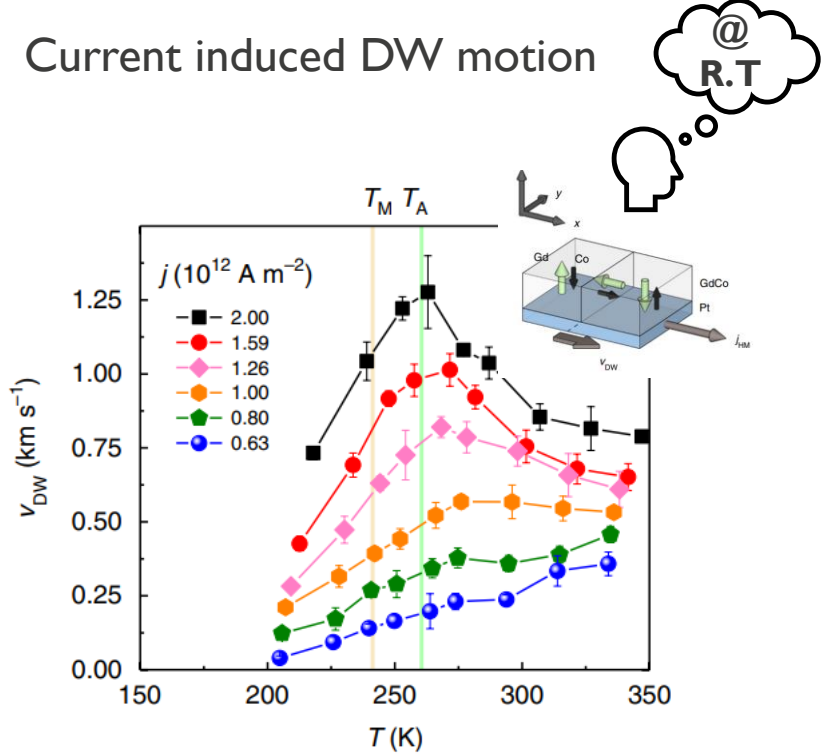 Current induced DW motion
@
R.T
T_M T_A
y
x
Gd
Co
GdCo
Pt
j_HM
v_DW
j (10^12 A m^−2)
2.00
1.59
1.26
1.00
0.80
0.63
v_DW (km s^−1)
1.25
1.00
0.75
0.50
0.25
0.00
150 200 250 300 350
T (K)